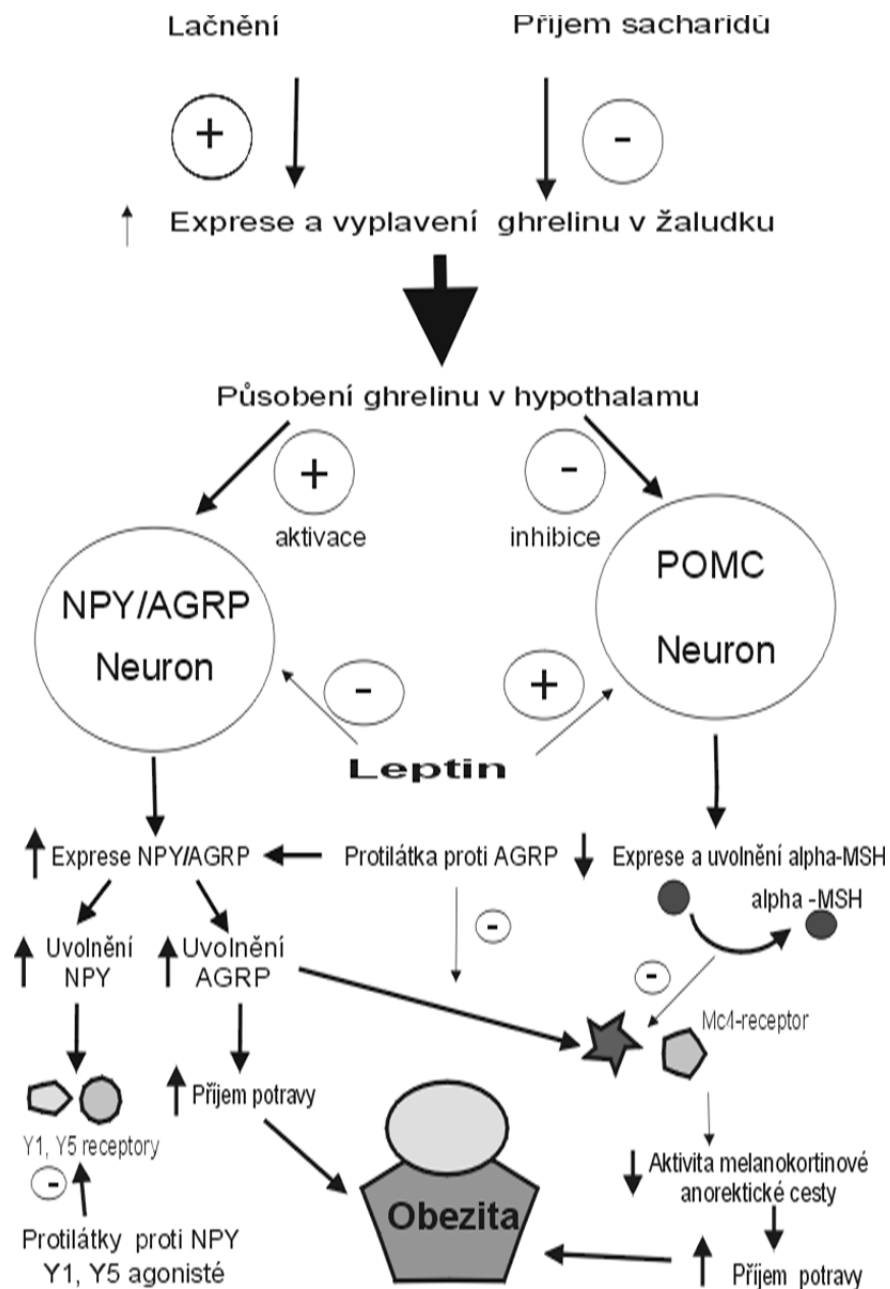 Lačnění
Příjem sacharidů
+
-
Exprese a vyplavení ghrelinu v žaludku
Působení ghrelinu v hypothalamu
+
-
aktivace
inhibice
NPY/AGRP
Neuron
POMC
Neuron
-
+
Leptin
Exprese NPY/AGRP
Protilátka proti AGRP
Exprese a uvolnění alpha-MSH
alpha -MSH
-
Uvolnění
NPY
Uvolnění
AGRP
-
Mc4-receptor
Příjem potravy
Y1, Y5 receptory
-
Protilátky proti NPY
Y1, Y5 agonisté
Obezita
Aktivita melanokortinové
anorektické cesty
Příjem potravy